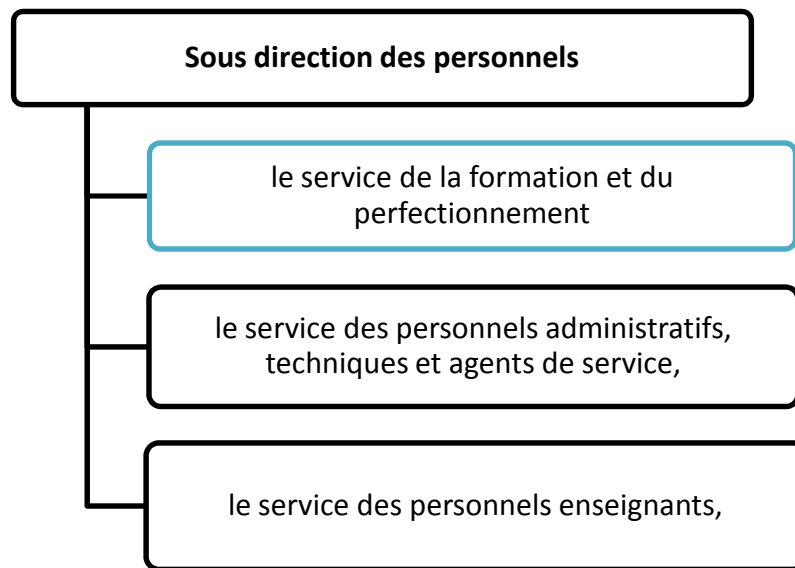 Sous direction des personnels
le service de la formation et du
perfectionnement
le service des personnels administratifs,
techniques et agents de service,
le service des personnels enseignants,